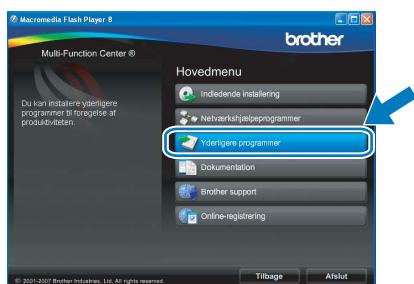 Macromedia Flash Player 8
brother
Multi-Function Center ®
Hovedmenu
Du kan installere yderligere
programmer til forøgelse af
produktiviteten.
Indledende installering
Netværkshjælpeprogrammer
Yderligere programmer
Dokumentation
Brother support
Online-registrering
© 2001-2007 Brother Industries, Ltd. All rights reserved.
Tilbage
Afslut